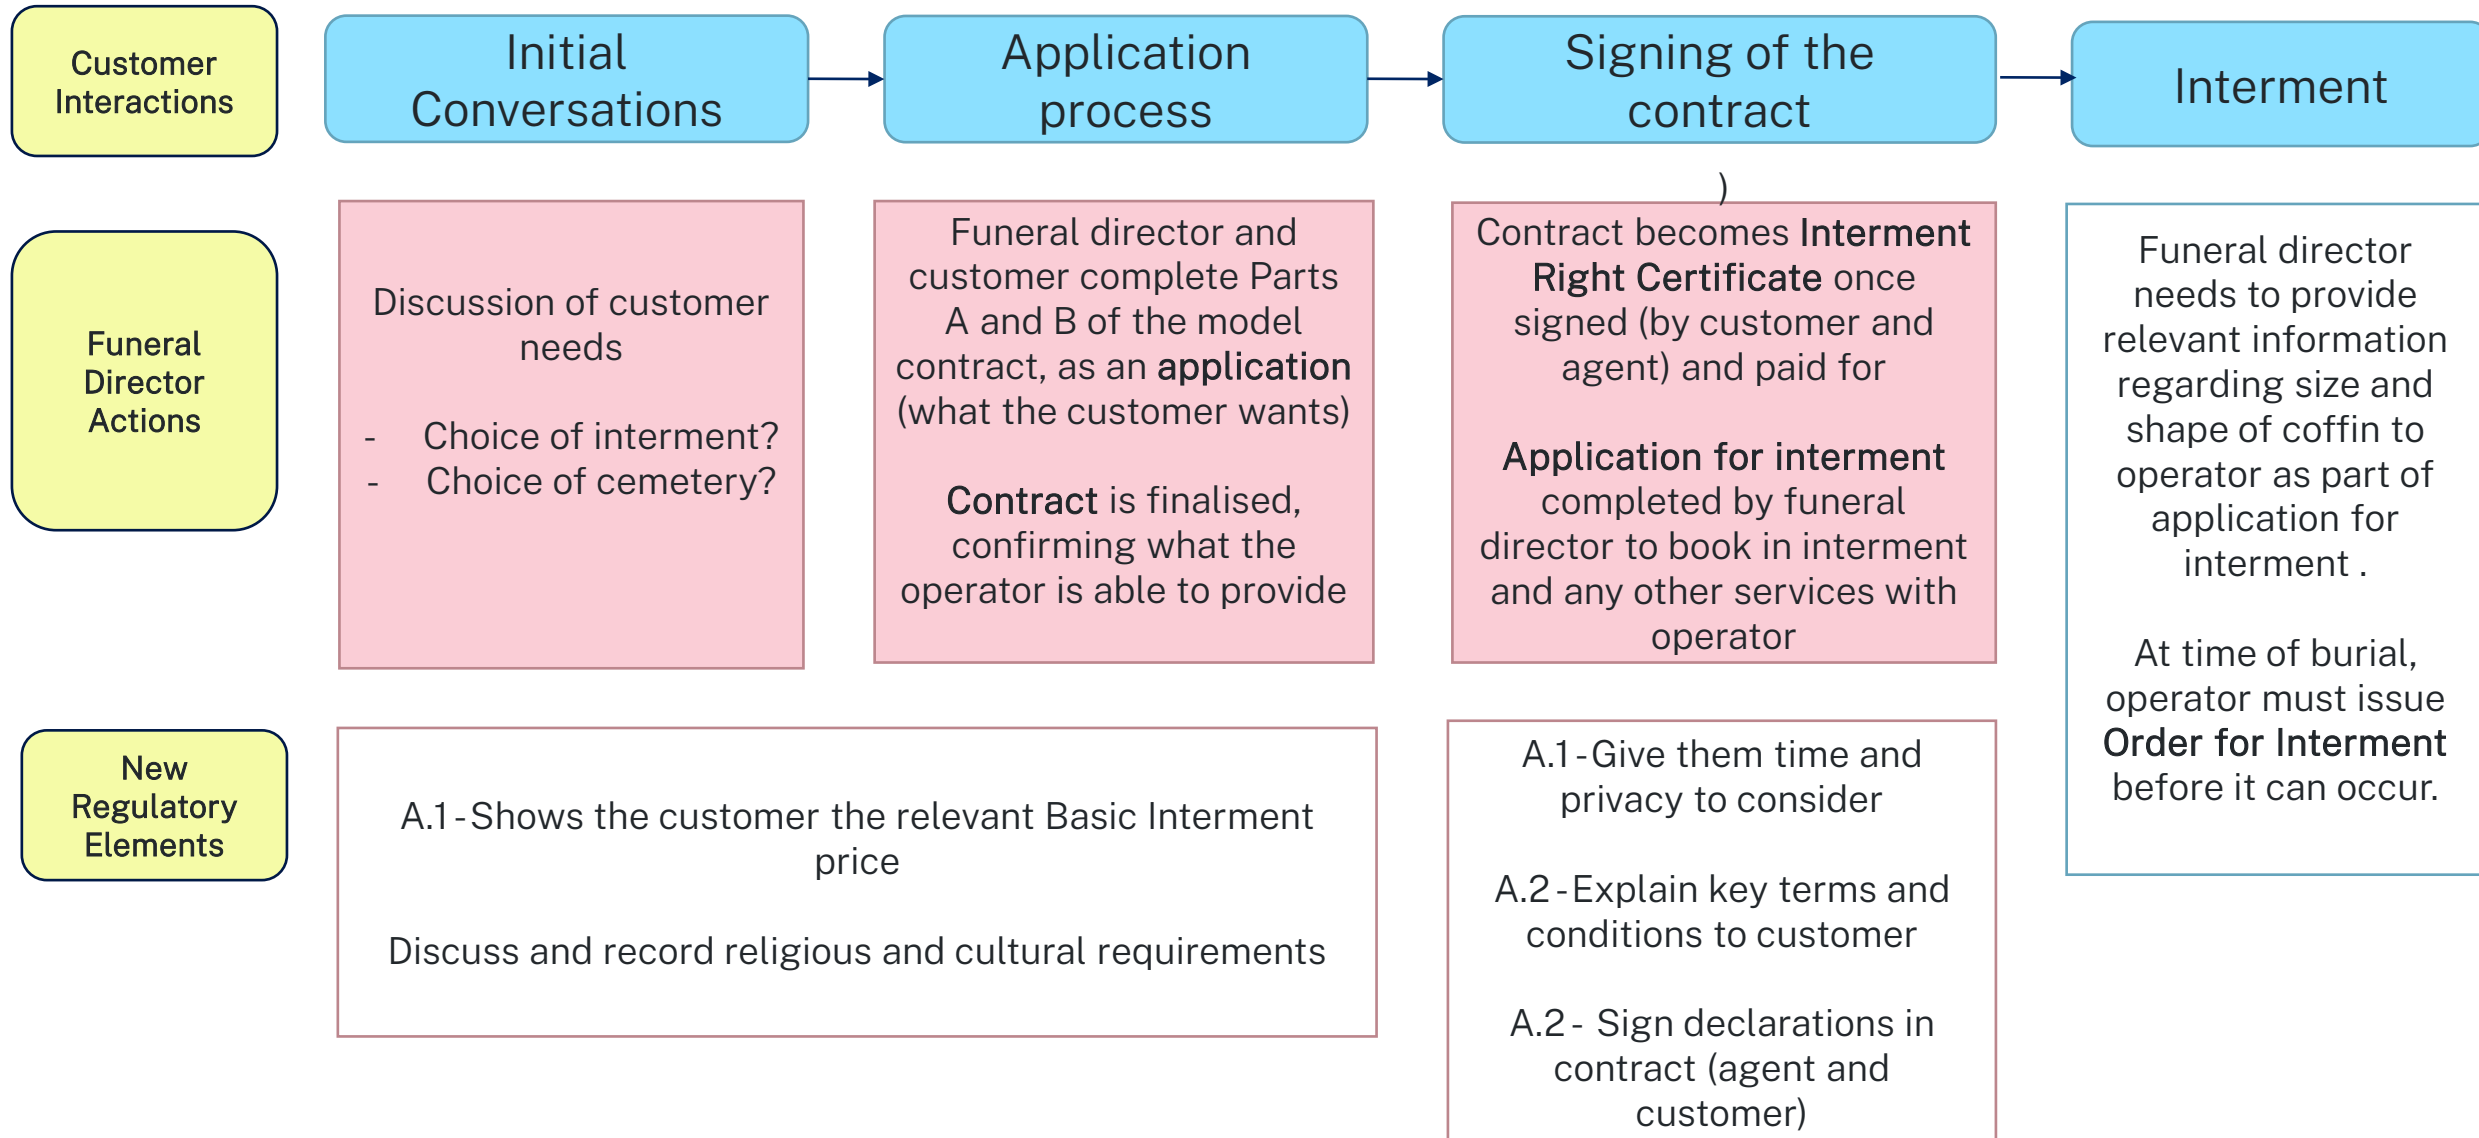 Customer
Interactions
Initial
Conversations
Application
process
Signing of the
contract
Interment
)
Funeral
Director
Actions
Discussion of customer
needs
- Choice of interment?
- Choice of cemetery?
Funeral director and
customer complete Parts
A and B of the model
contract, as an application
(what the customer wants)
Contract is finalised,
confirming what the
operator is able to provide
Contract becomes Interment
Right Certificate once
signed (by customer and
agent) and paid for
Application for interment
completed by funeral
director to book in interment
and any other services with
operator
Funeral director
needs to provide
relevant information
regarding size and
shape of coffin to
operator as part of
application for
interment .
At time of burial,
operator must issue
Order for Interment
before it can occur.
New
Regulatory
Elements
A.1 - Shows the customer the relevant Basic Interment
price
Discuss and record religious and cultural requirements
A.1 - Give them time and
privacy to consider
A.2 - Explain key terms and
conditions to customer
A.2 - Sign declarations in
contract (agent and
customer)